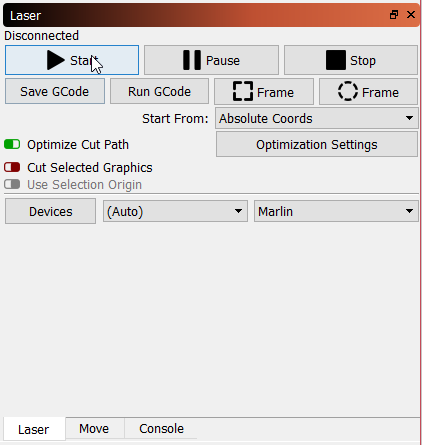 Laser
Disconnected
Start Pause Stop
Save GCode Run GCode Frame Frame
Start From: Absolute Coords
Optimize Cut Path Optimization Settings
Cut Selected Graphics
Use Selection Origin
Devices (Auto) Marlin
Laser Move Console